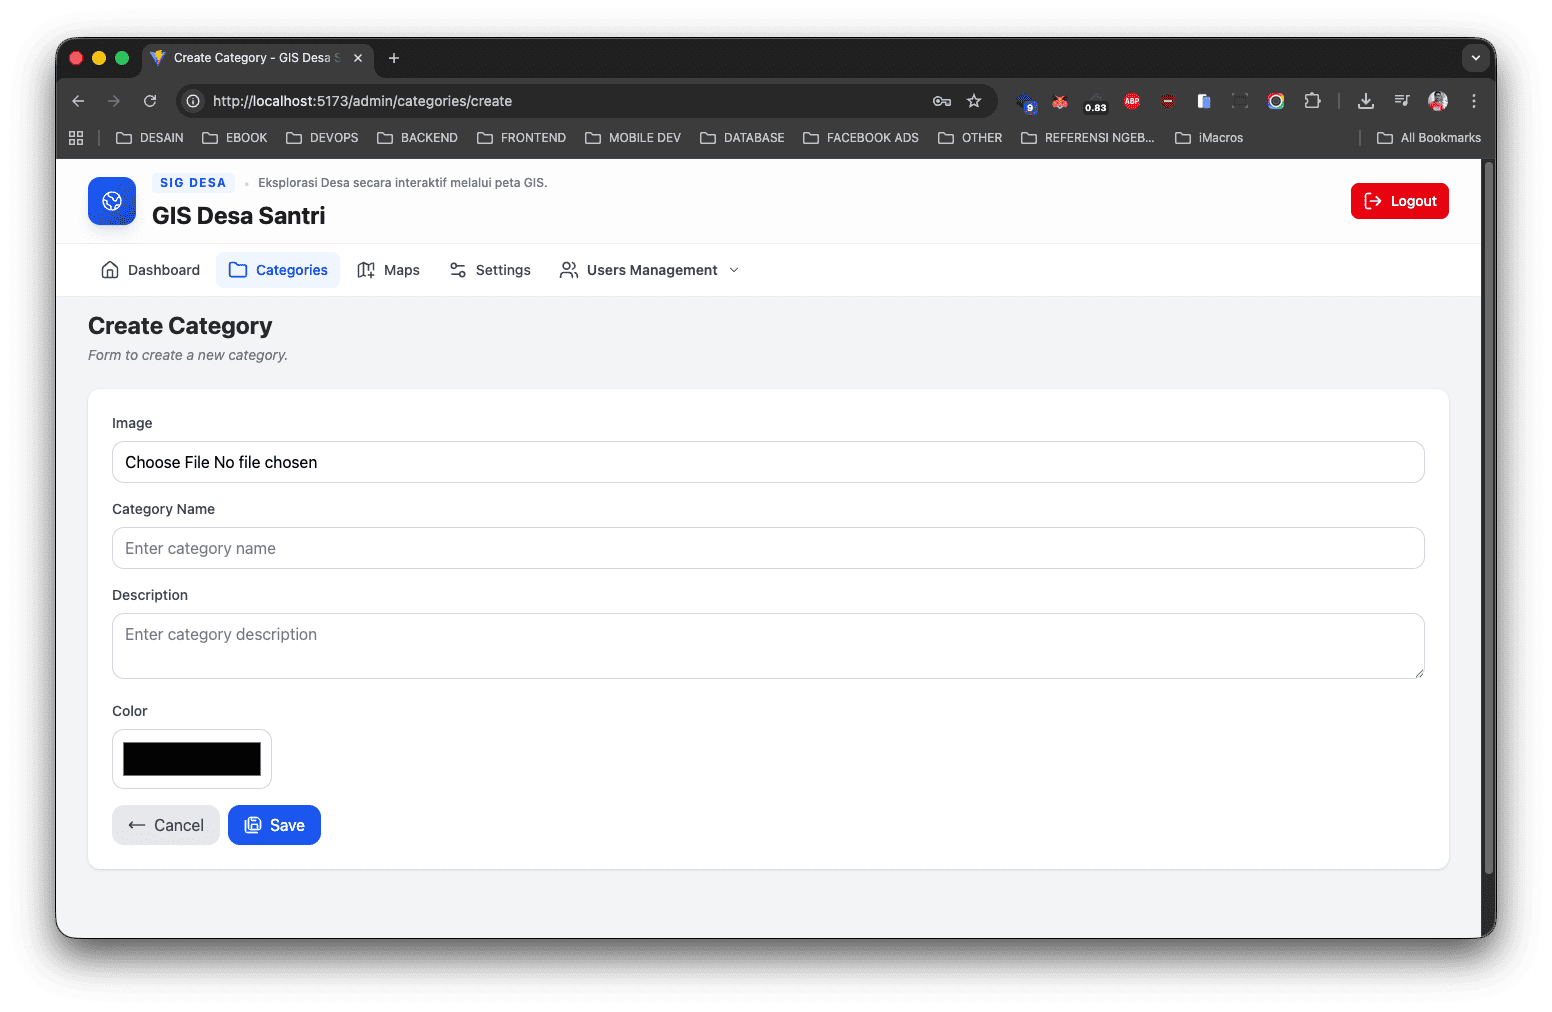 Create Category - GIS Desa S
http://localhost:5173/admin/categories/create
9
0.83
ABP
DESAIN
EBOOK
DEVOPS
BACKEND
FRONTEND
MOBILE DEV
DATABASE
FACEBOOK ADS
OTHER
REFERENSI NGEB...
iMacros
All Bookmarks
SIG DESA
Eksplorasi Desa secara interaktif melalui peta GIS.
GIS Desa Santri
Logout
Dashboard
Categories
Maps
Settings
Users Management
Create Category
Form to create a new category.
Image
Choose File No file chosen
Category Name
Enter category name
Description
Enter category description
Color
Cancel
Save